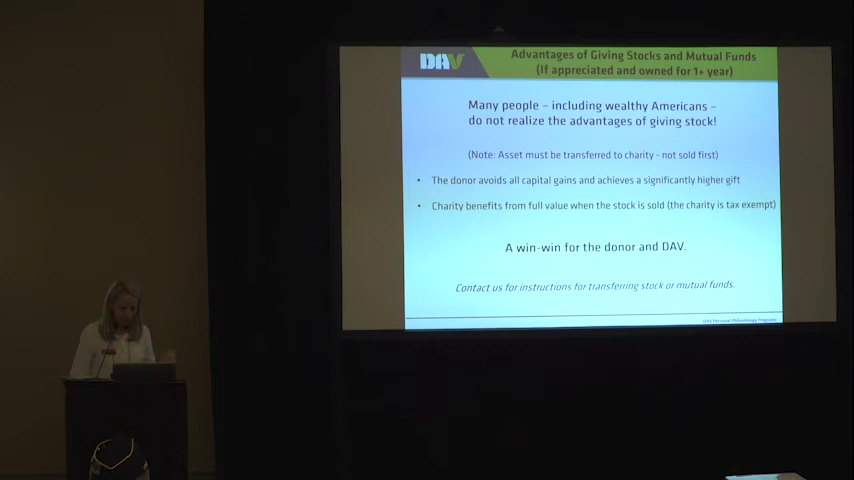 DAV
Advantages of Giving Stocks and Mutual Funds
(If appreciated and owned for 1+ year)
Many people – including wealthy Americans –
do not realize the advantages of giving stock!
(Note: Asset must be transferred to charity - not sold first)
• The donor avoids all capital gains and achieves a significantly higher gift
• Charity benefits from full value when the stock is sold (the charity is tax exempt)
A win-win for the donor and DAV.
Contact us for instructions for transferring stock or mutual funds.
DAV Personal Philanthropy Programs